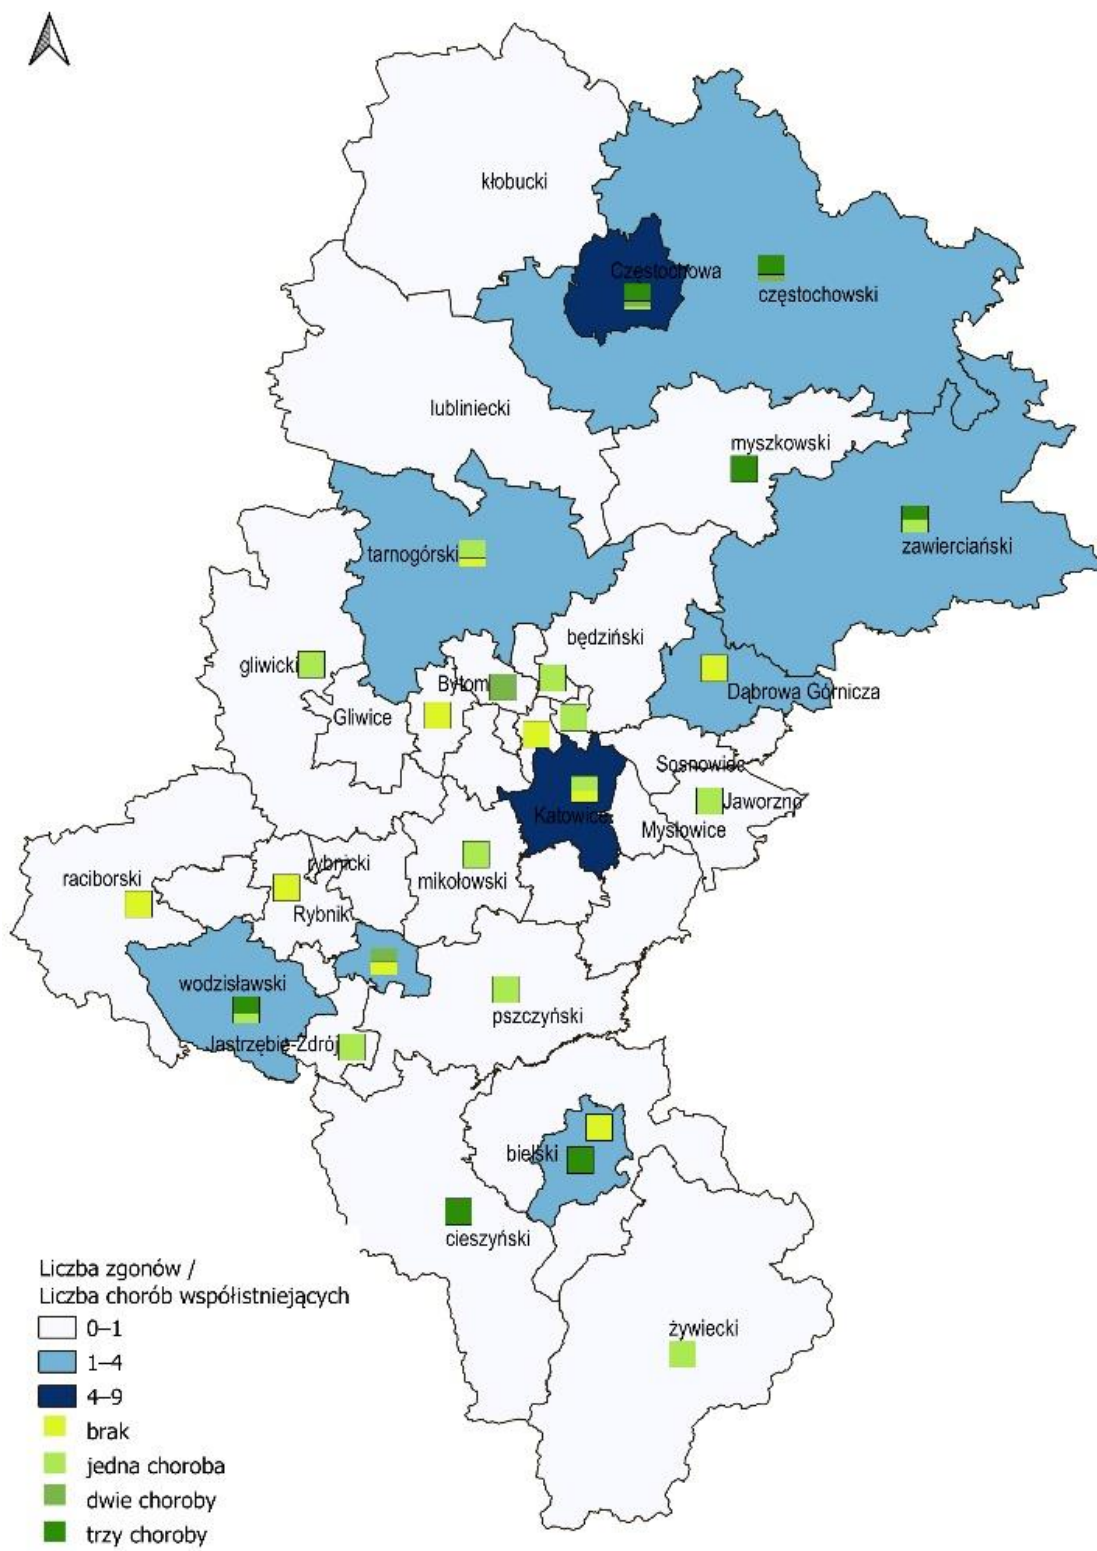 kłobucki
Częstochowa
częstochowski
lubliniecki
myszkowski
tarnogórski
zawierciański
będziński
gliwicki
Bytom
Dąbrowa Górnicza
Gliwice
Sosnowiec
Jaworzno
Katowice
Mysłowice
rybnicki
raciborski
mikołowski
Rybnik
wodzisławski
pszczyński
Jastrzębie-Zdrój
bielski
cieszyński
żywiecki
Liczba zgonów /
Liczba chorób współistniejących
0–1
1–4
4–9
brak
jedna choroba
dwie choroby
trzy choroby